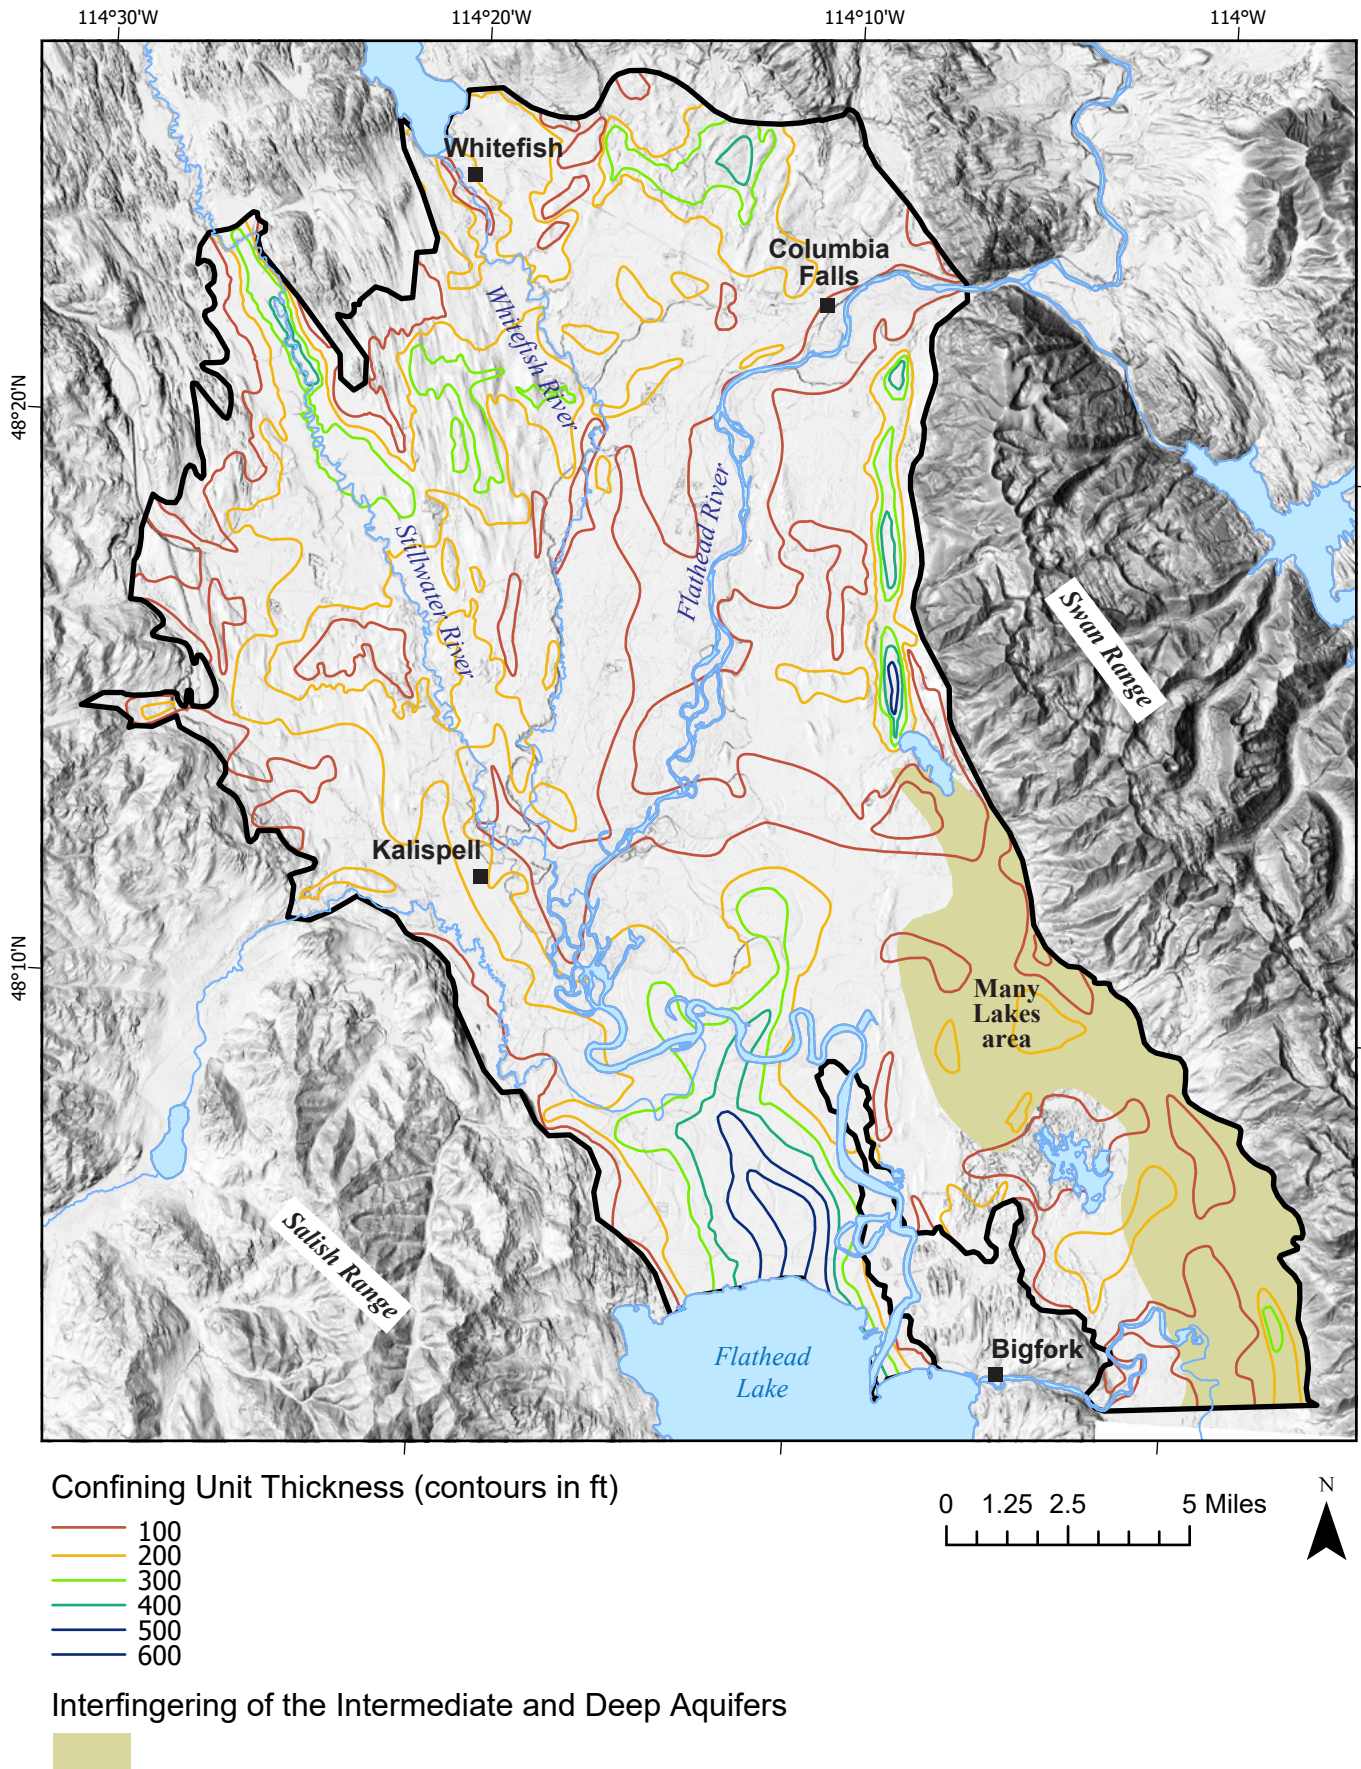 114°30'W
114°20'W
114°10'W
114°W
Whitefish
Columbia
Falls
Whitefish River
48°20'N
Flathead River
Stillwater River
Swan Range
Kalispell
48°10'N
Many
Lakes
area
Salish Range
Bigfork
Flathead
Lake
Confining Unit Thickness (contours in ft)
100
200
300
400
500
600
0 1.25 2.5 5 Miles
N
Interfingering of the Intermediate and Deep Aquifers